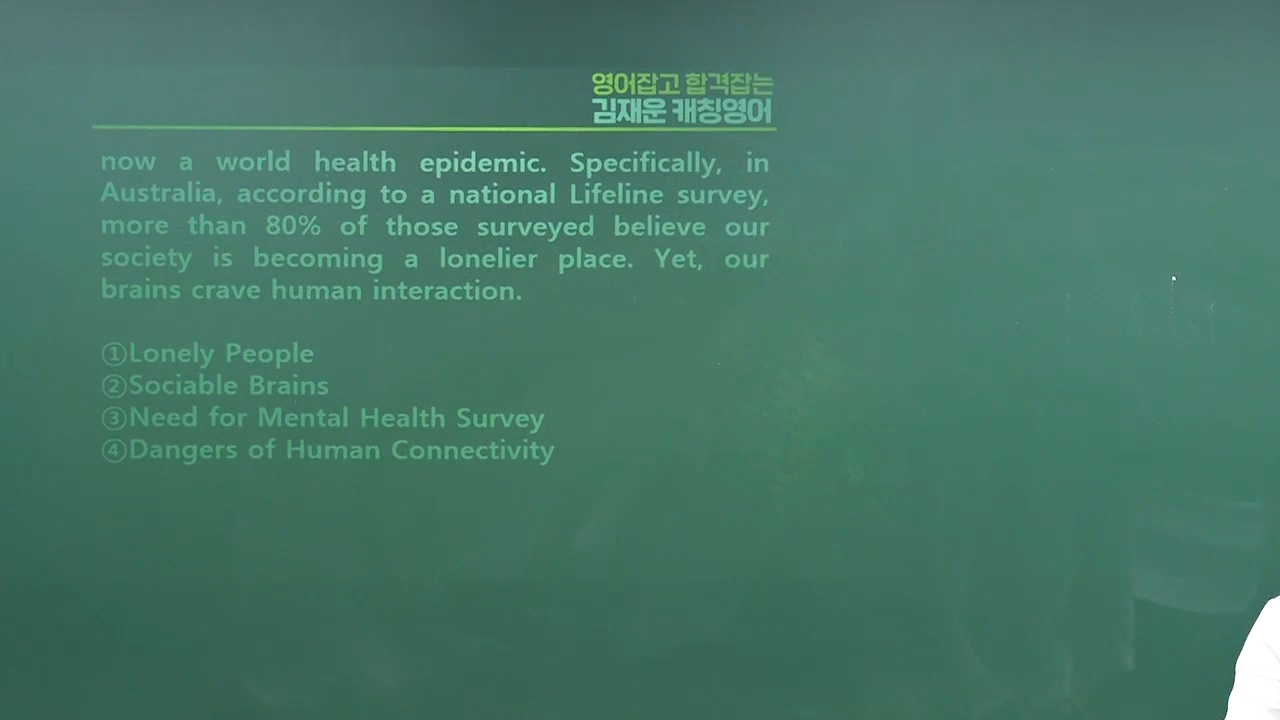 영어잡고 합격잡는
김재운 캐칭영어
now a world health epidemic. Specifically, in
Australia, according to a national Lifeline survey,
more than 80% of those surveyed believe our
society is becoming a lonelier place. Yet, our
brains crave human interaction.
①Lonely People
②Sociable Brains
③Need for Mental Health Survey
④Dangers of Human Connectivity